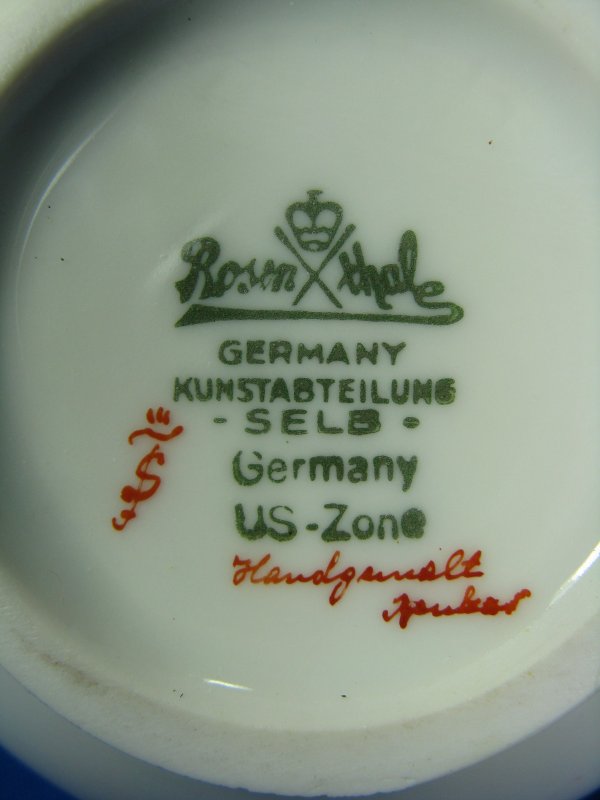 Rosenthal
GERMANY
KUNSTABTEILUNG
- SELB -
Germany
US-Zone
Handgemalt